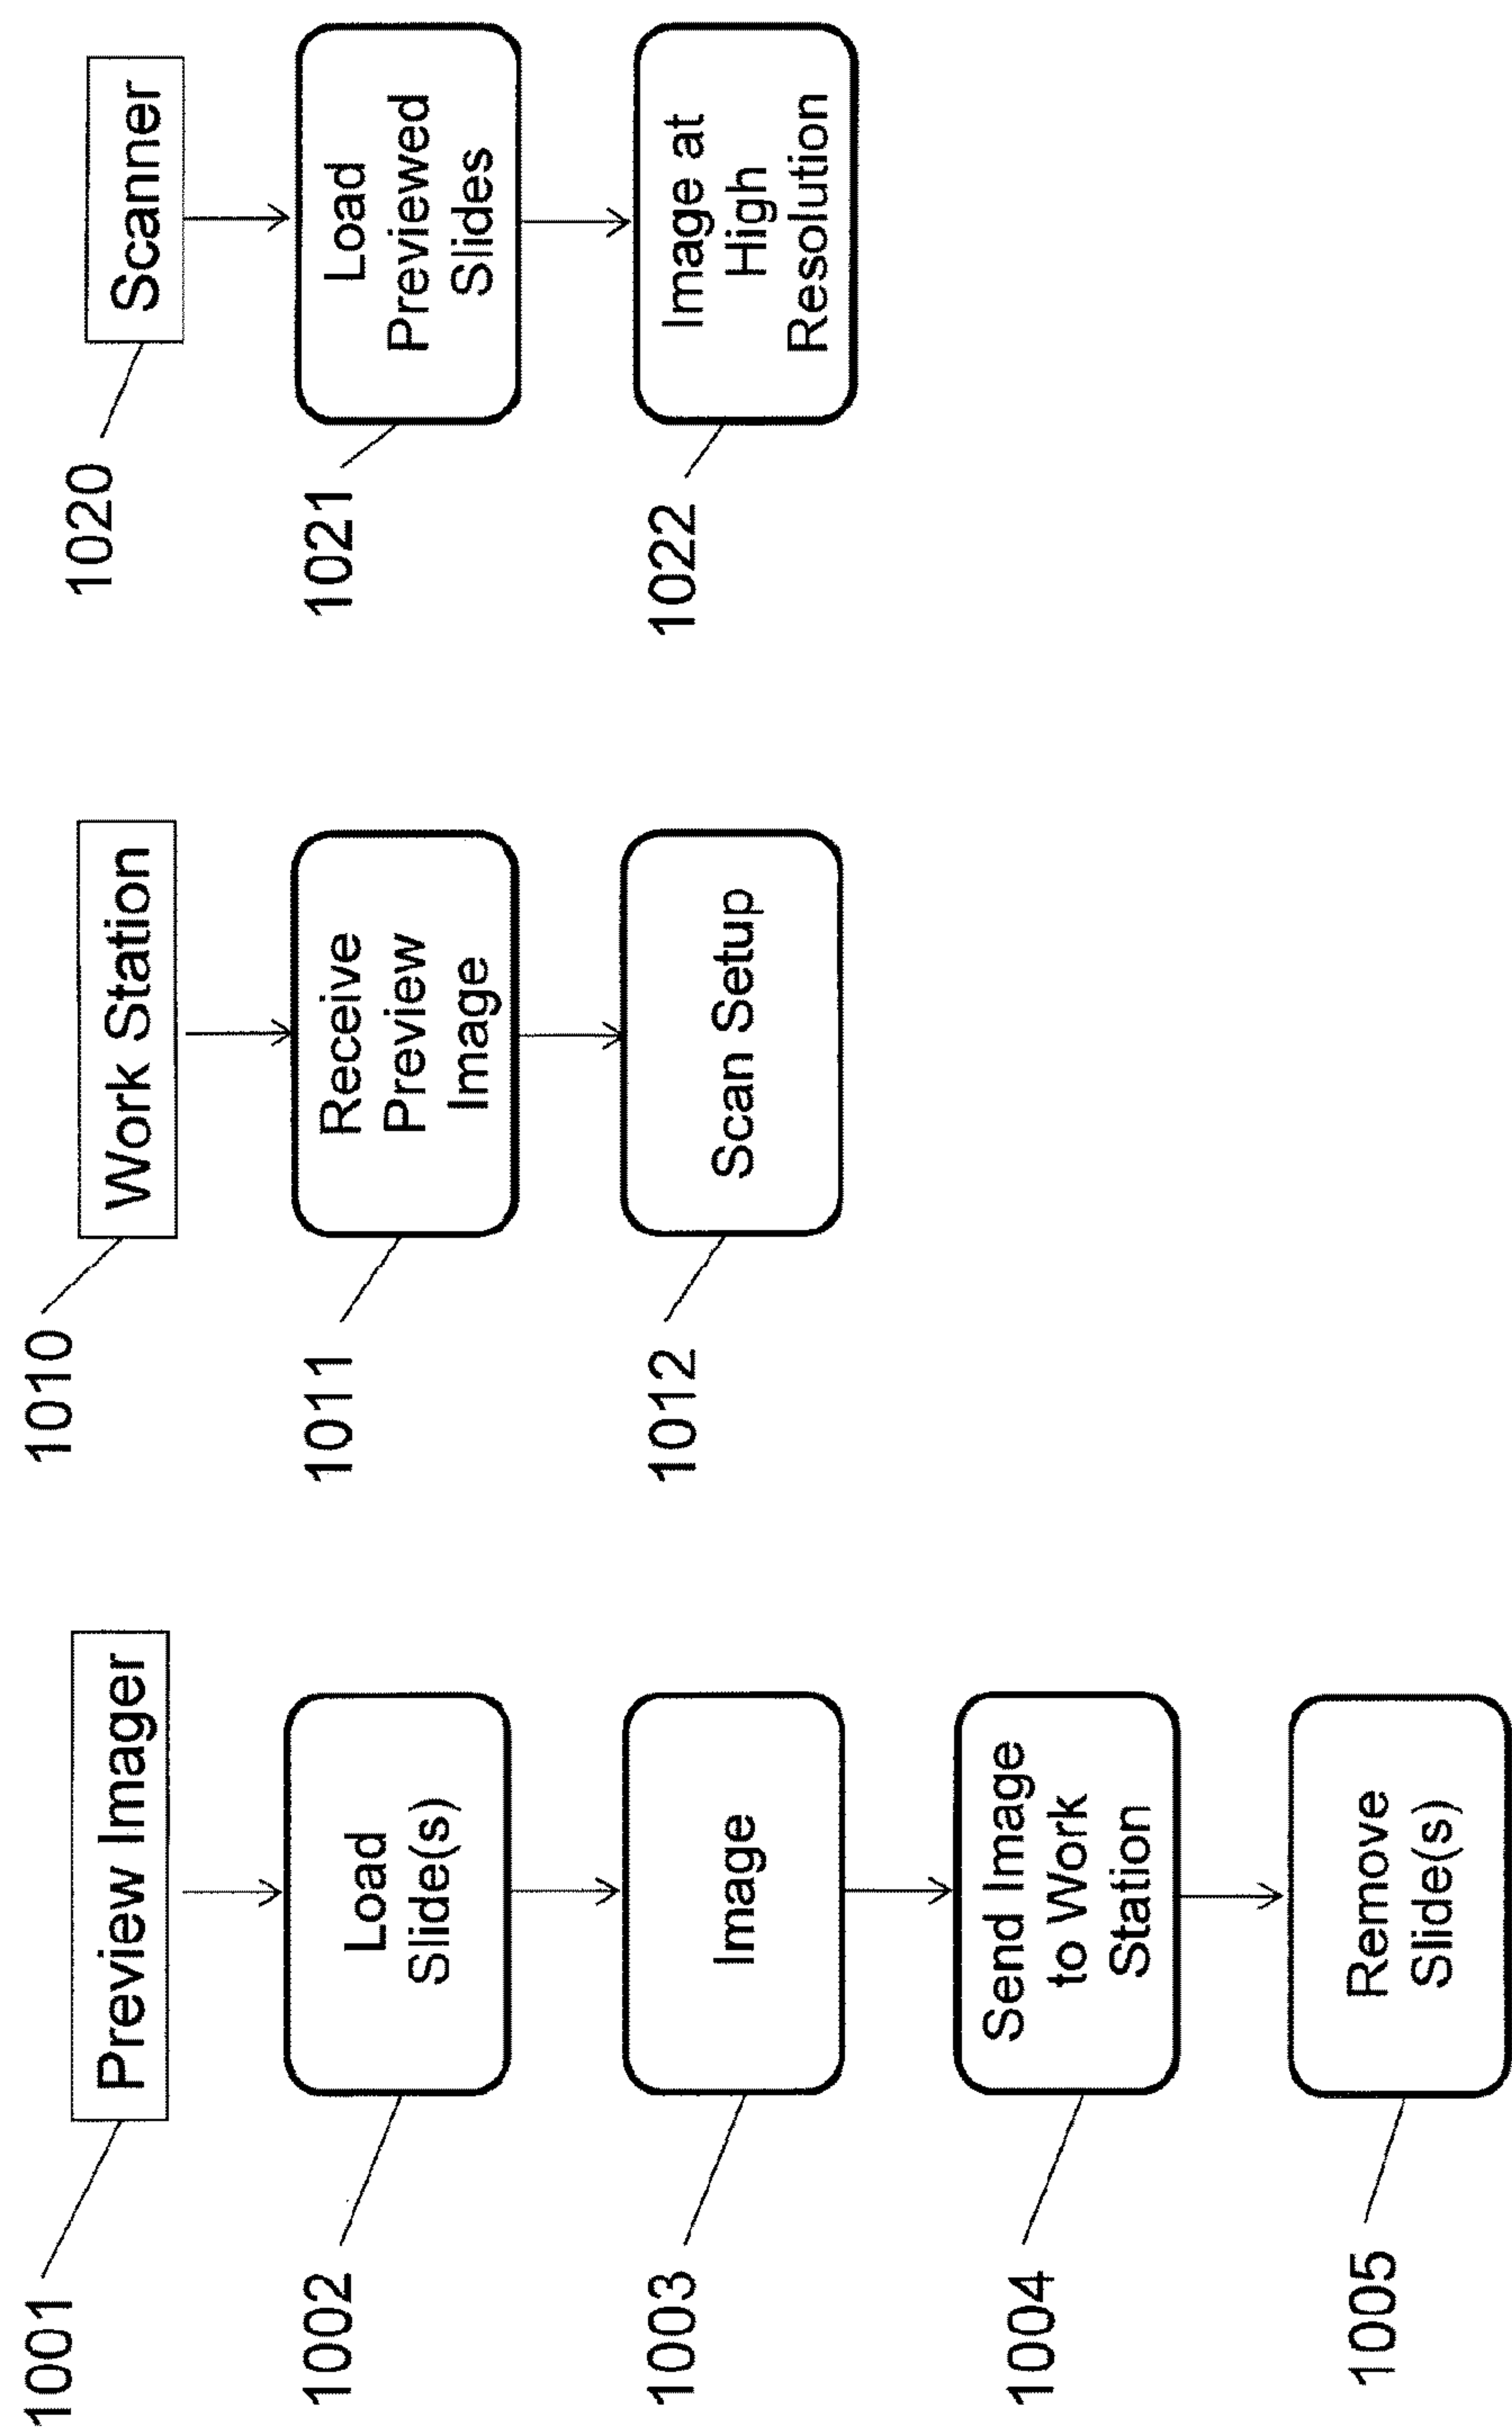 1001
Preview Imager
1002
Load
Slide(s)
1003
Image
1004
Send Image
to Work
Station
1005
Remove
Slide(s)
1010
Work Station
1011
Receive
Preview
Image
1012
Scan Setup
1020
Scanner
1021
Load
Previewed
Slides
1022
Image at
High
Resolution